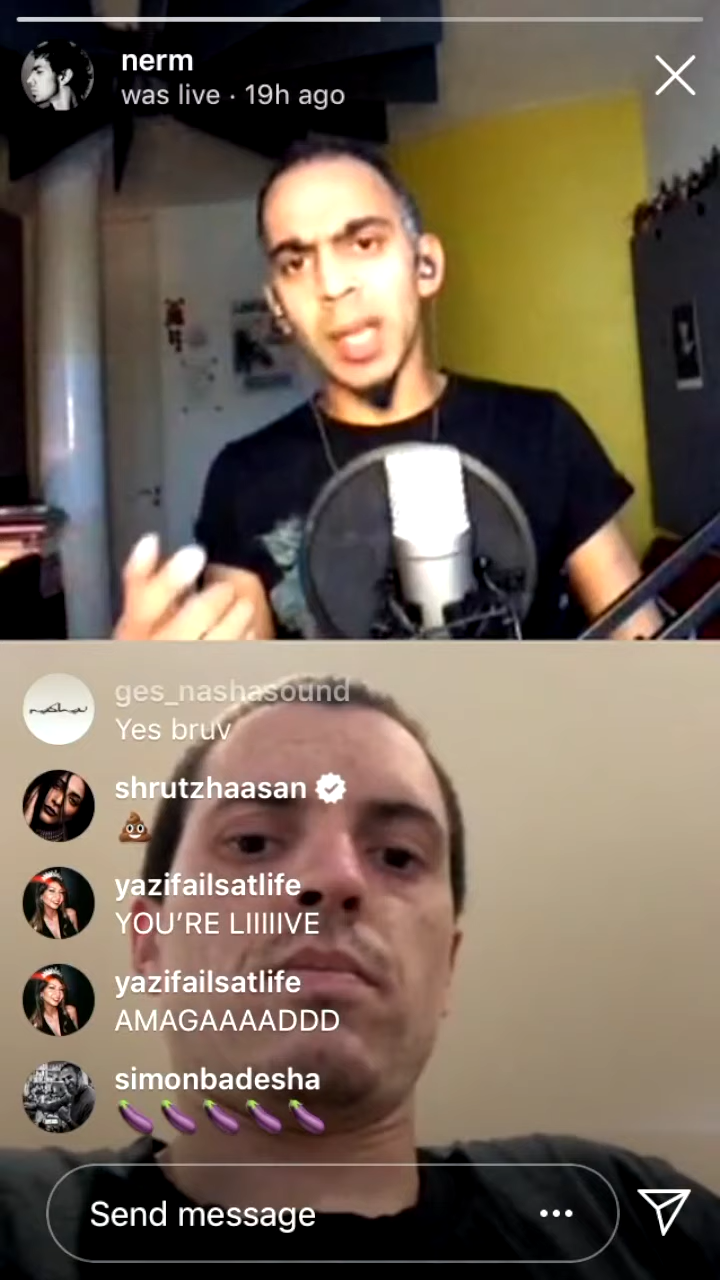 nerm
was live · 19h ago
ges_nashasound
Yes bruv
shrutzhaasan
💩
yazifailsatlife
YOU’RE LIIIIIVE
yazifailsatlife
AMAGAAAADDD
simonbadesha
🍆🍆🍆🍆🍆
Send message